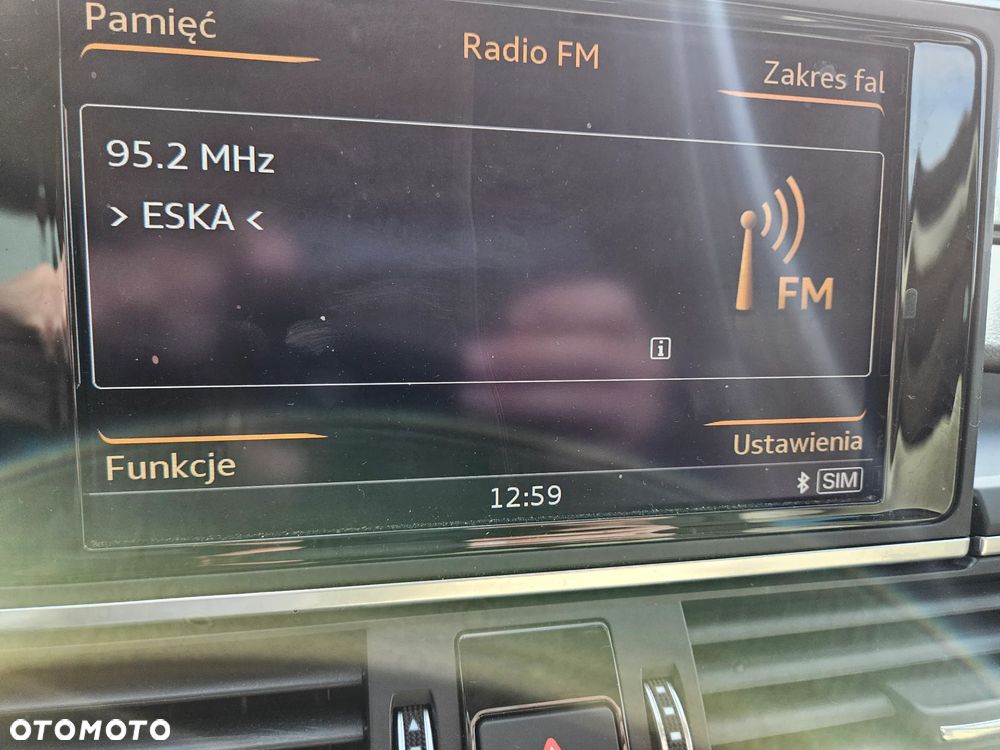 Pamięć
Radio FM
Zakres fal
95.2 MHz
> ESKA <
FM
i
Funkcje
Ustawienia
12:59
SIM
OTOMOTO